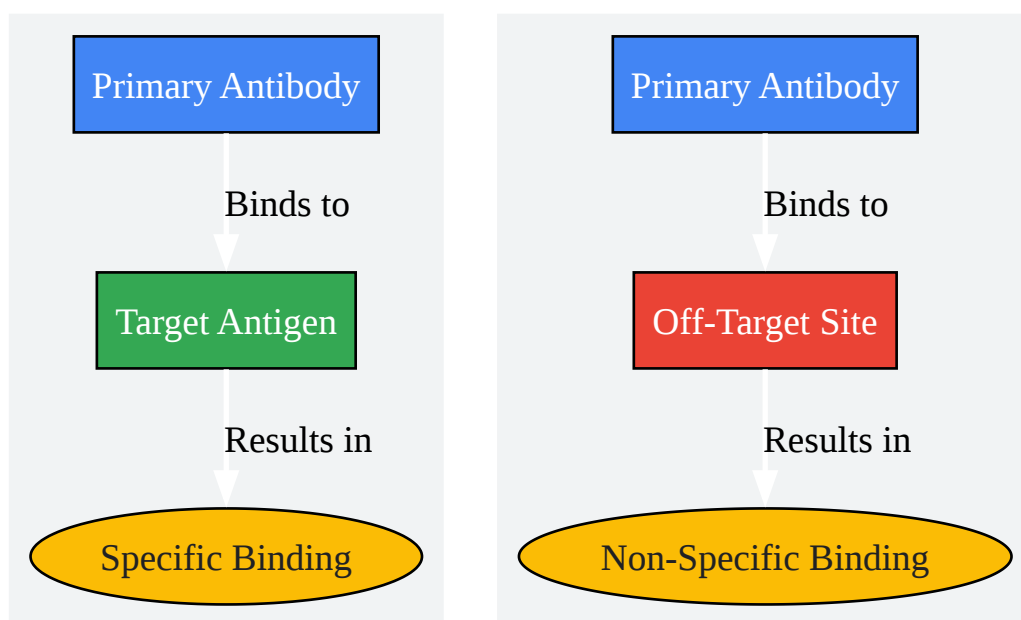 Primary Antibody
Binds to
Target Antigen
Results in
Specific Binding
Primary Antibody
Binds to
Off-Target Site
Results in
Non-Specific Binding